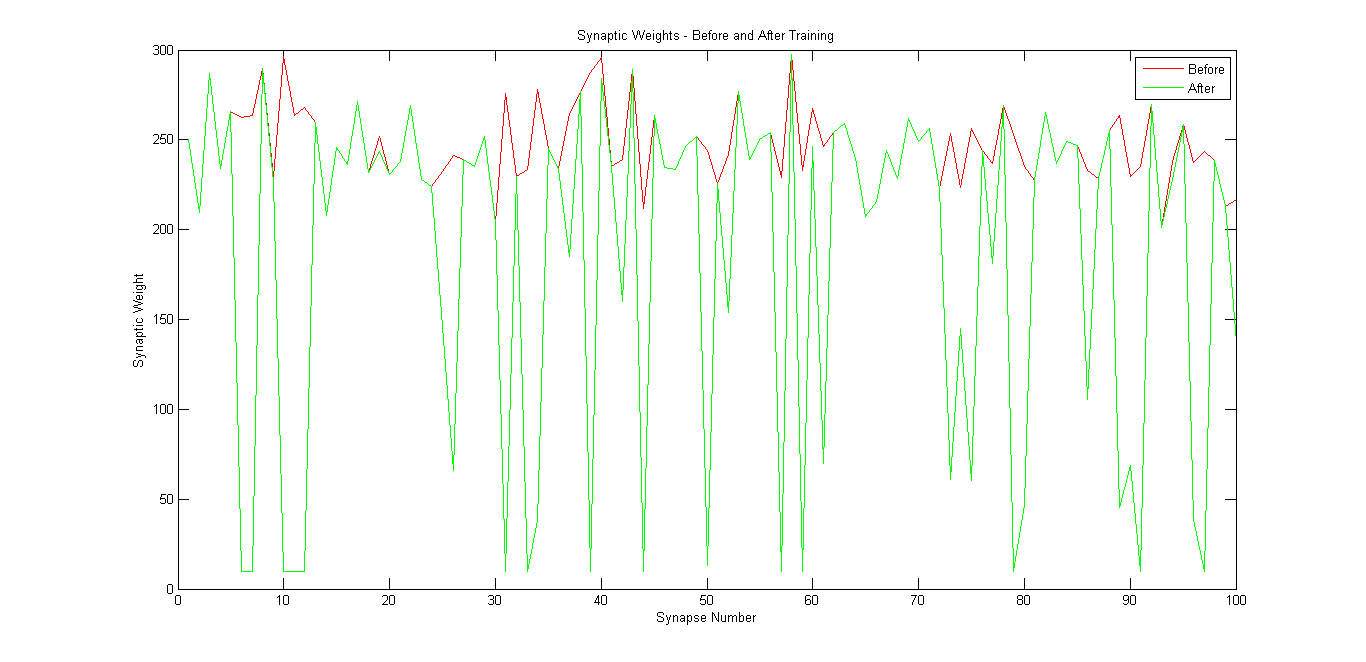 Synaptic Weights - Before and After Training
Before
After
300
250
200
150
100
50
0
Synaptic Weight
0 10 20 30 40 50 60 70 80 90 100
Synapse Number